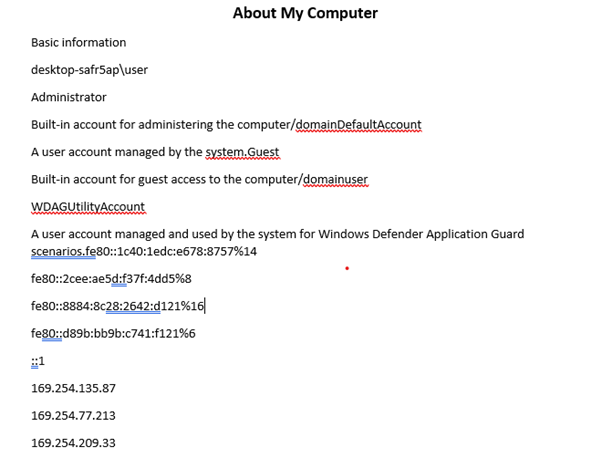 About My Computer
Basic information
desktop-safr5ap\user
Administrator
Built-in account for administering the computer/domainDefaultAccount
A user account managed by the system.Guest
Built-in account for guest access to the computer/domainuser
WDAGUtilityAccount
A user account managed and used by the system for Windows Defender Application Guard
scenarios.fe80::1c40:1edc:e678:8757%14
fe80::2cee:ae5d:f37f:4dd5%8
fe80::8884:8c28:2642:d121%16
fe80::d89b:bb9b:c741:f121%6
::1
169.254.135.87
169.254.77.213
169.254.209.33